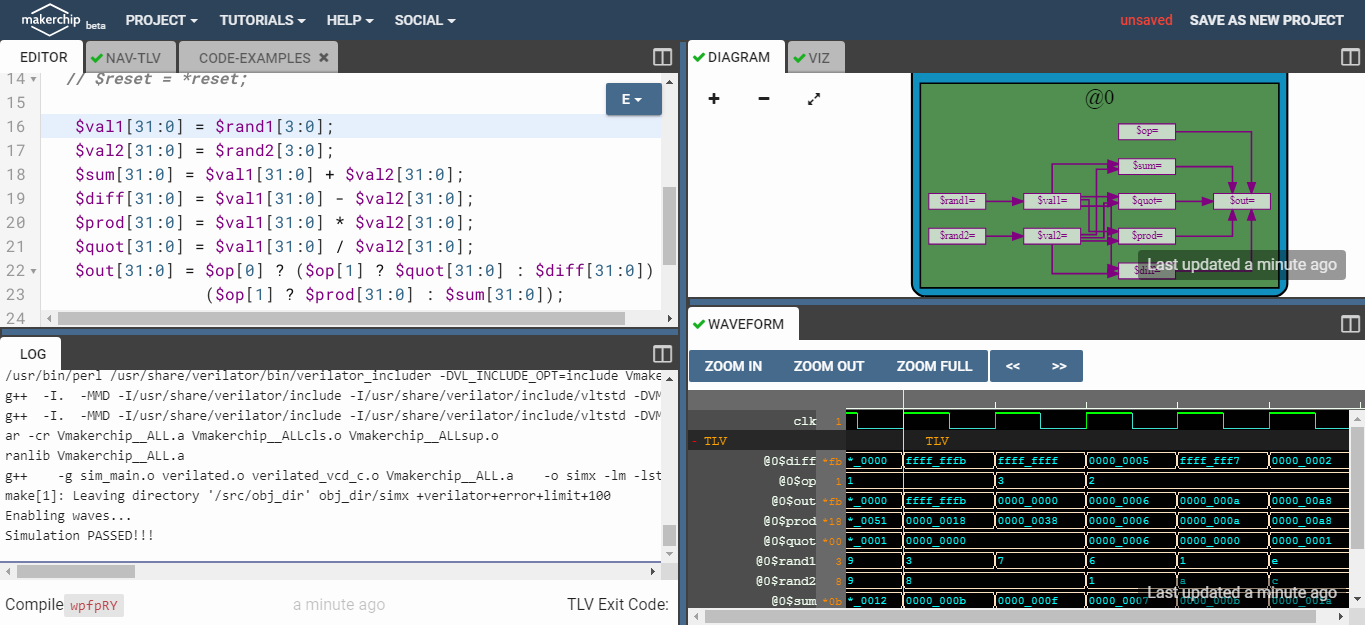 makerchip beta PROJECT TUTORIALS HELP SOCIAL unsaved SAVE AS NEW PROJECT
EDITOR NAV-TLV CODE-EXAMPLES
14 // $reset = *reset;
15
E
16 $val1[31:0] = $rand1[3:0];
17 $val2[31:0] = $rand2[3:0];
18 $sum[31:0] = $val1[31:0] + $val2[31:0];
19 $diff[31:0] = $val1[31:0] - $val2[31:0];
20 $prod[31:0] = $val1[31:0] * $val2[31:0];
21 $quot[31:0] = $val1[31:0] / $val2[31:0];
22 $out[31:0] = $op[0] ? ($op[1] ? $quot[31:0] : $diff[31:0])
23 ($op[1] ? $prod[31:0] : $sum[31:0]);
24
LOG
/usr/bin/perl /usr/share/verilator/bin/verilator_includer -DVL_INCLUDE_OPT=include Vmake
g++ -I. -MMD -I/usr/share/verilator/include -I/usr/share/verilator/include/vltstd -DVM
g++ -I. -MMD -I/usr/share/verilator/include -I/usr/share/verilator/include/vltstd -DVM
ar -cr Vmakerchip__ALL.a Vmakerchip__ALLcls.o Vmakerchip__ALLsup.o
ranlib Vmakerchip__ALL.a
g++ -g sim_main.o verilated.o verilated_vcd_c.o Vmakerchip__ALL.a -o simx -lm -lst
make[1]: Leaving directory '/src/obj_dir' obj_dir/simx +verilator+error+limit+100
Enabling waves...
Simulation PASSED!!!
Compile wpfpRY a minute ago TLV Exit Code:
DIAGRAM VIZ
+ −
@0
$op=
$sum=
$rand1= $val1= $quot= $out=
$rand2= $val2= $prod=
Last updated a minute ago
WAVEFORM
ZOOM IN ZOOM OUT ZOOM FULL << >>
clk 1
- TLV TLV
@0$diff *fb *_0000 ffff_fffb ffff_ffff 0000_0005 ffff_fff7 0000_0002
@0$op 1 1 3 2
@0$out *fb *_0000 ffff_fffb 0000_0000 0000_0006 0000_000a 0000_00a8
@0$prod *18 *_0051 0000_0018 0000_0038 0000_0006 0000_000a 0000_00a8
@0$quot *00 *_0001 0000_0000 0000_0006 0000_0000 0000_0001
@0$rand1 3 9 3 7 6 1 e
@0$rand2 8 9 8 1 a c
@0$sum *0b *_0012 0000_000b 0000_000f 0000_0007
Last updated a minute ago